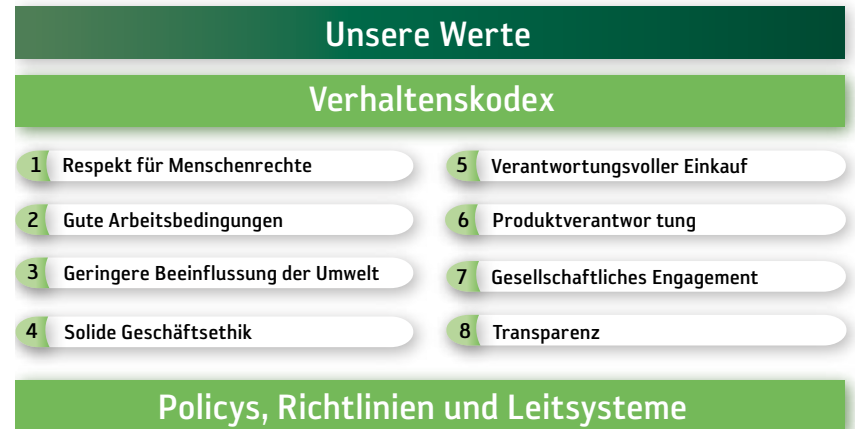 Unsere Werte
Verhaltenskodex
1 Respekt für Menschenrechte
2 Gute Arbeitsbedingungen
3 Geringere Beeinflussung der Umwelt
4 Solide Geschäftsethik
5 Verantwortungsvoller Einkauf
6 Produktverantwor tung
7 Gesellschaftliches Engagement
8 Transparenz
Policys, Richtlinien und Leitsysteme